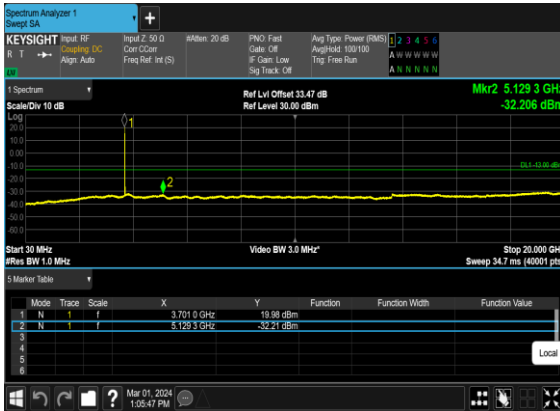 Spectrum Analyzer 1
Swept SA
+
KEYSIGHT Input: RF Input Z: 50 Ω #Atten: 20 dB PNO: Fast Avg Type: Power (RMS) 1 2 3 4 5 6
R T Coupling: DC Corr CCorr Gate: Off Avg|Hold: 100/100 A W W W W W
Align: Auto Freq Ref: Int (S) IF Gain: Low Trig: Free Run
Sig Track: Off A N N N N N
1 Spectrum Ref Lvl Offset 33.47 dB Mkr2 5.129 3 GHz
Scale/Div 10 dB Ref Level 30.00 dBm -32.206 dBm
Log
20.0
10.0
0.00
-10.0
-20.0
-30.0
-40.0
-50.0
-60.0
1
2
DL1 -13.00 dBm
Start 30 MHz Video BW 3.0 MHz* Stop 20.000 GHz
#Res BW 1.0 MHz Sweep 34.7 ms (40001 pts)
5 Marker Table
Mode Trace Scale X Y Function Function Width Function Value
1 N 1 f 3.701 0 GHz 19.98 dBm
2 N 1 f 5.129 3 GHz -32.21 dBm
3
4
5
6
Local
? Mar 01, 2024
1:05:47 PM